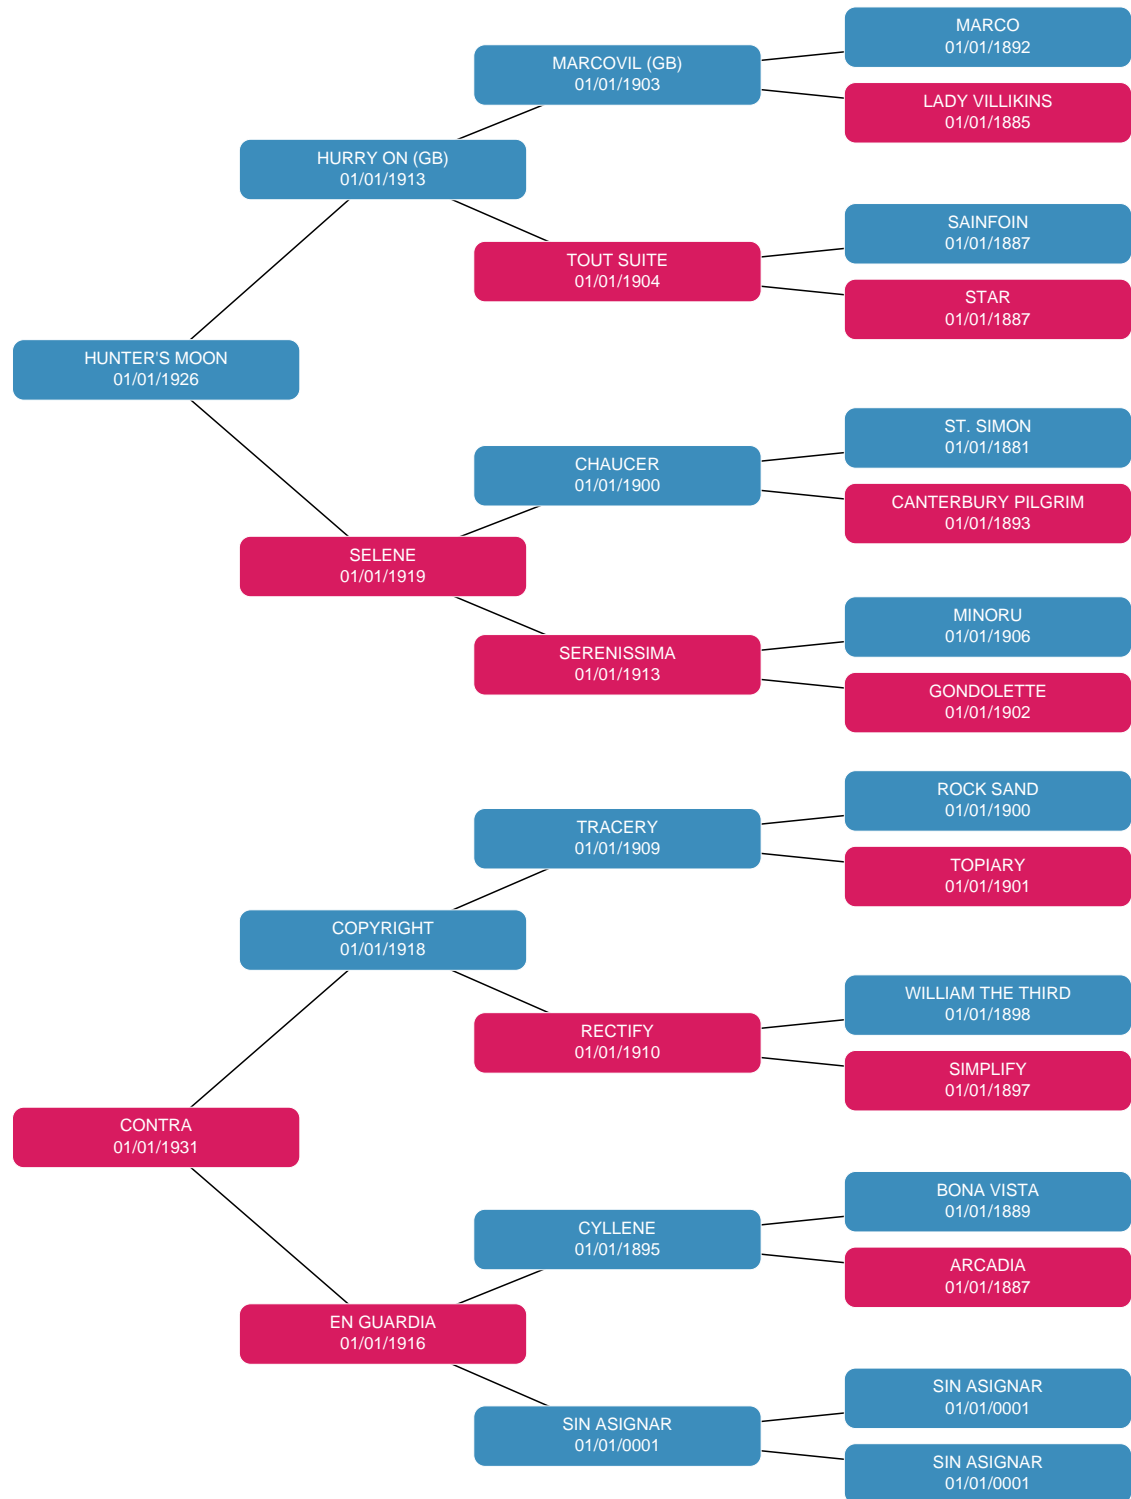 MARCO
01/01/1892
MARCOVIL (GB)
01/01/1903
LADY VILLIKINS
01/01/1885
HURRY ON (GB)
01/01/1913
SAINFOIN
01/01/1887
TOUT SUITE
01/01/1904
STAR
01/01/1887
HUNTER'S MOON
01/01/1926
ST. SIMON
01/01/1881
CHAUCER
01/01/1900
CANTERBURY PILGRIM
01/01/1893
SELENE
01/01/1919
MINORU
01/01/1906
SERENISSIMA
01/01/1913
GONDOLETTE
01/01/1902
ROCK SAND
01/01/1900
TRACERY
01/01/1909
TOPIARY
01/01/1901
COPYRIGHT
01/01/1918
WILLIAM THE THIRD
01/01/1898
RECTIFY
01/01/1910
SIMPLIFY
01/01/1897
CONTRA
01/01/1931
BONA VISTA
01/01/1889
CYLLENE
01/01/1895
ARCADIA
01/01/1887
EN GUARDIA
01/01/1916
SIN ASIGNAR
01/01/0001
SIN ASIGNAR
01/01/0001
SIN ASIGNAR
01/01/0001